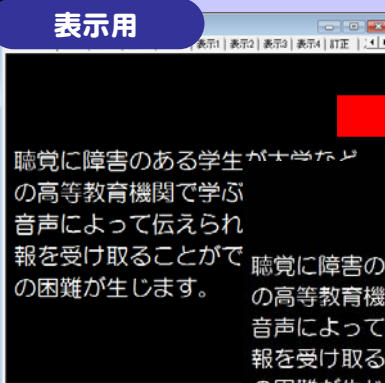 表示用
表示1 表示2 表示3 表示4 訂正
聴覚に障害のある学生が大学など
の高等教育機関で学ぶ
音声によって伝えられ
報を受け取ることがで
の困難が生じます。
聴覚に障害の
の高等教育機
音声によって
報を受け取る